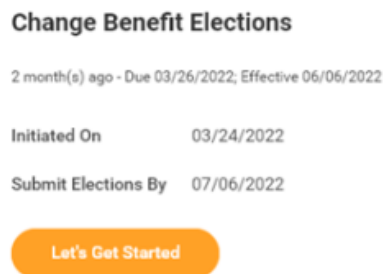 Change Benefit Elections
2 month(s) ago - Due 03/26/2022; Effective 06/06/2022
Initiated On 03/24/2022
Submit Elections By 07/06/2022
Let's Get Started